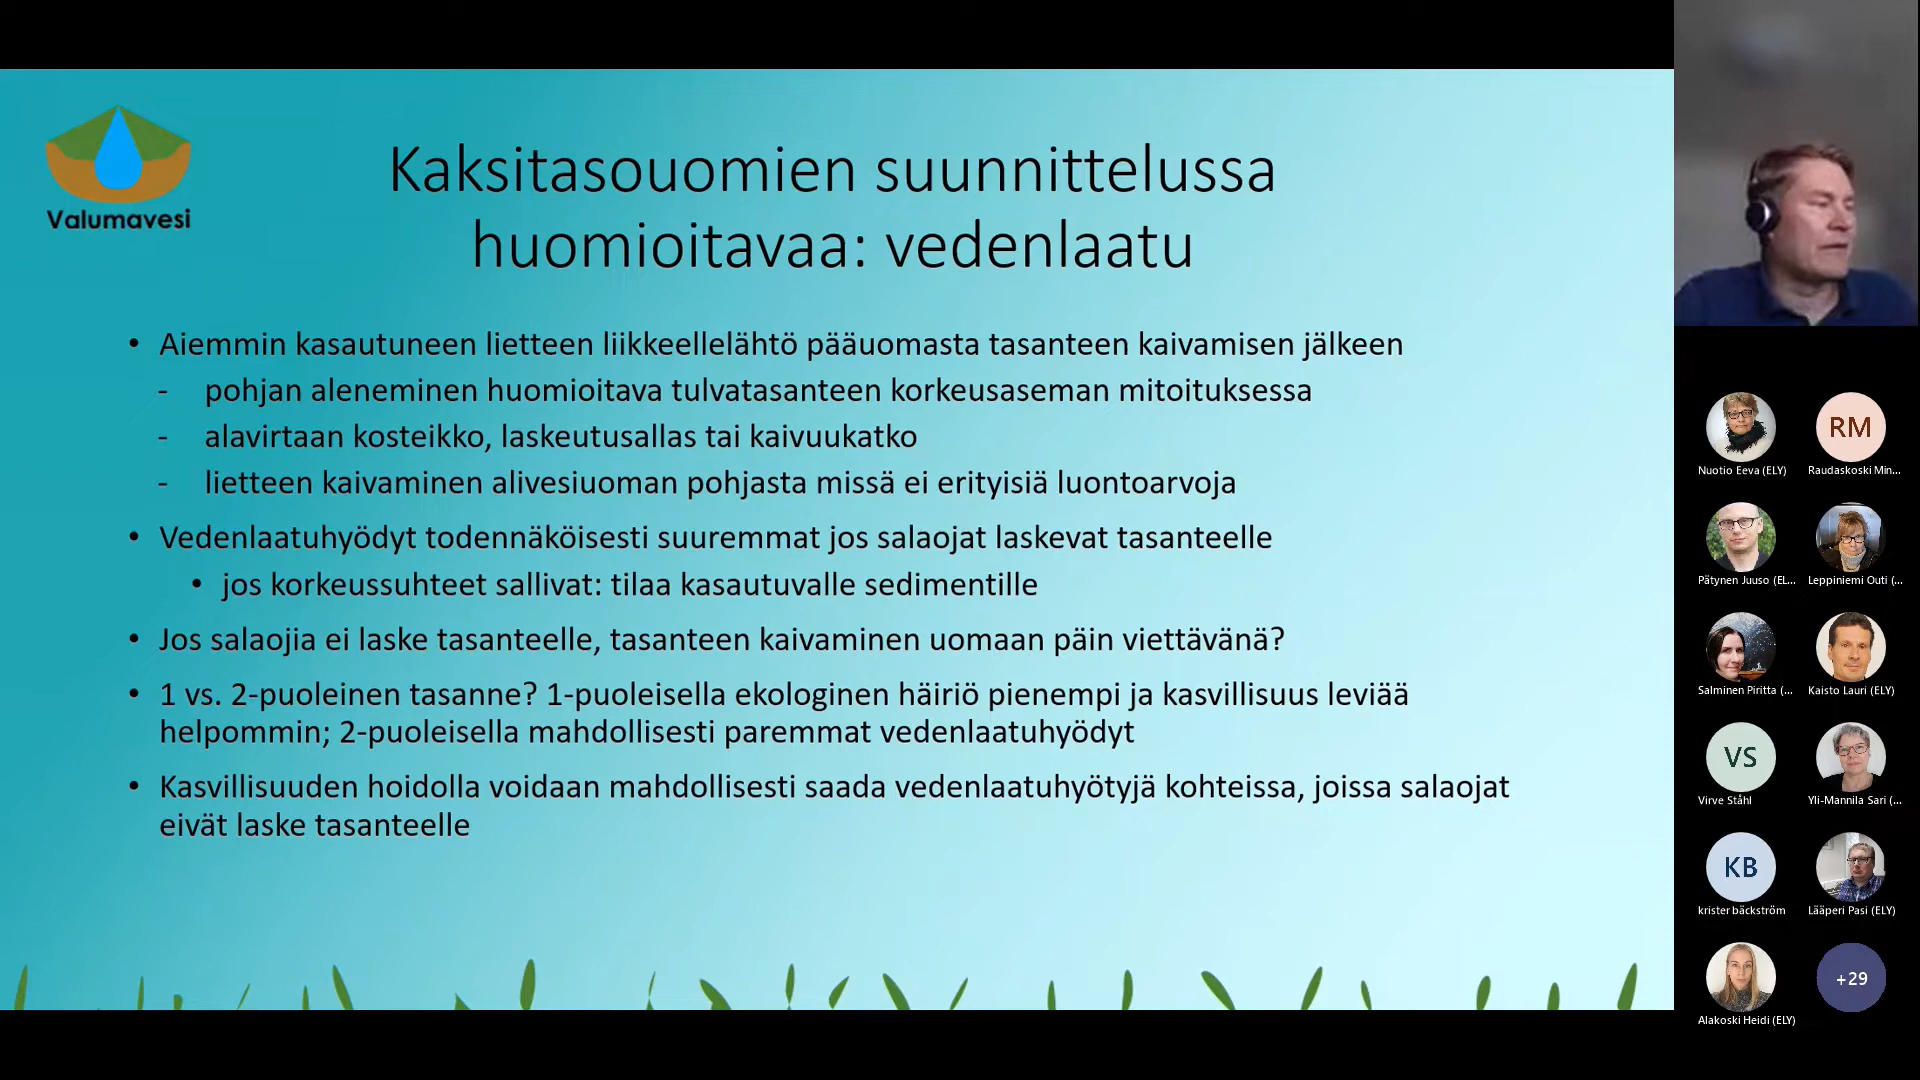 Valumavesi
Kaksitasouomien suunnittelussa
huomioitavaa: vedenlaatu
• Aiemmin kasautuneen lietteen liikkeellelähtö pääuomasta tasanteen kaivamisen jälkeen
- pohjan aleneminen huomioitava tulvatasanteen korkeusaseman mitoituksessa
- alavirtaan kosteikko, laskeutusallas tai kaivuukatko
- lietteen kaivaminen alivesiuoman pohjasta missä ei erityisiä luontoarvoja
• Vedenlaatuhyödyt todennäköisesti suuremmat jos salaojat laskevat tasanteelle
• jos korkeussuhteet sallivat: tilaa kasautuvalle sedimentille
• Jos salaojia ei laske tasanteelle, tasanteen kaivaminen uomaan päin viettävänä?
• 1 vs. 2-puoleinen tasanne? 1-puoleisella ekologinen häiriö pienempi ja kasvillisuus leviää
helpommin; 2-puoleisella mahdollisesti paremmat vedenlaatuhyödyt
• Kasvillisuuden hoidolla voidaan mahdollisesti saada vedenlaatuhyötyjä kohteissa, joissa salaojat
eivät laske tasanteelle
RM
Nuotio Eeva (ELY) Raudaskoski Min...
Pätynen Juuso (EL... Leppiniemi Outi (...
Salminen Piritta (... Kaisto Lauri (ELY)
VS
Virve Ståhl Yli-Mannila Sari (...
KB
krister bäckström Lääperi Pasi (ELY)
+29
Alakoski Heidi (ELY)